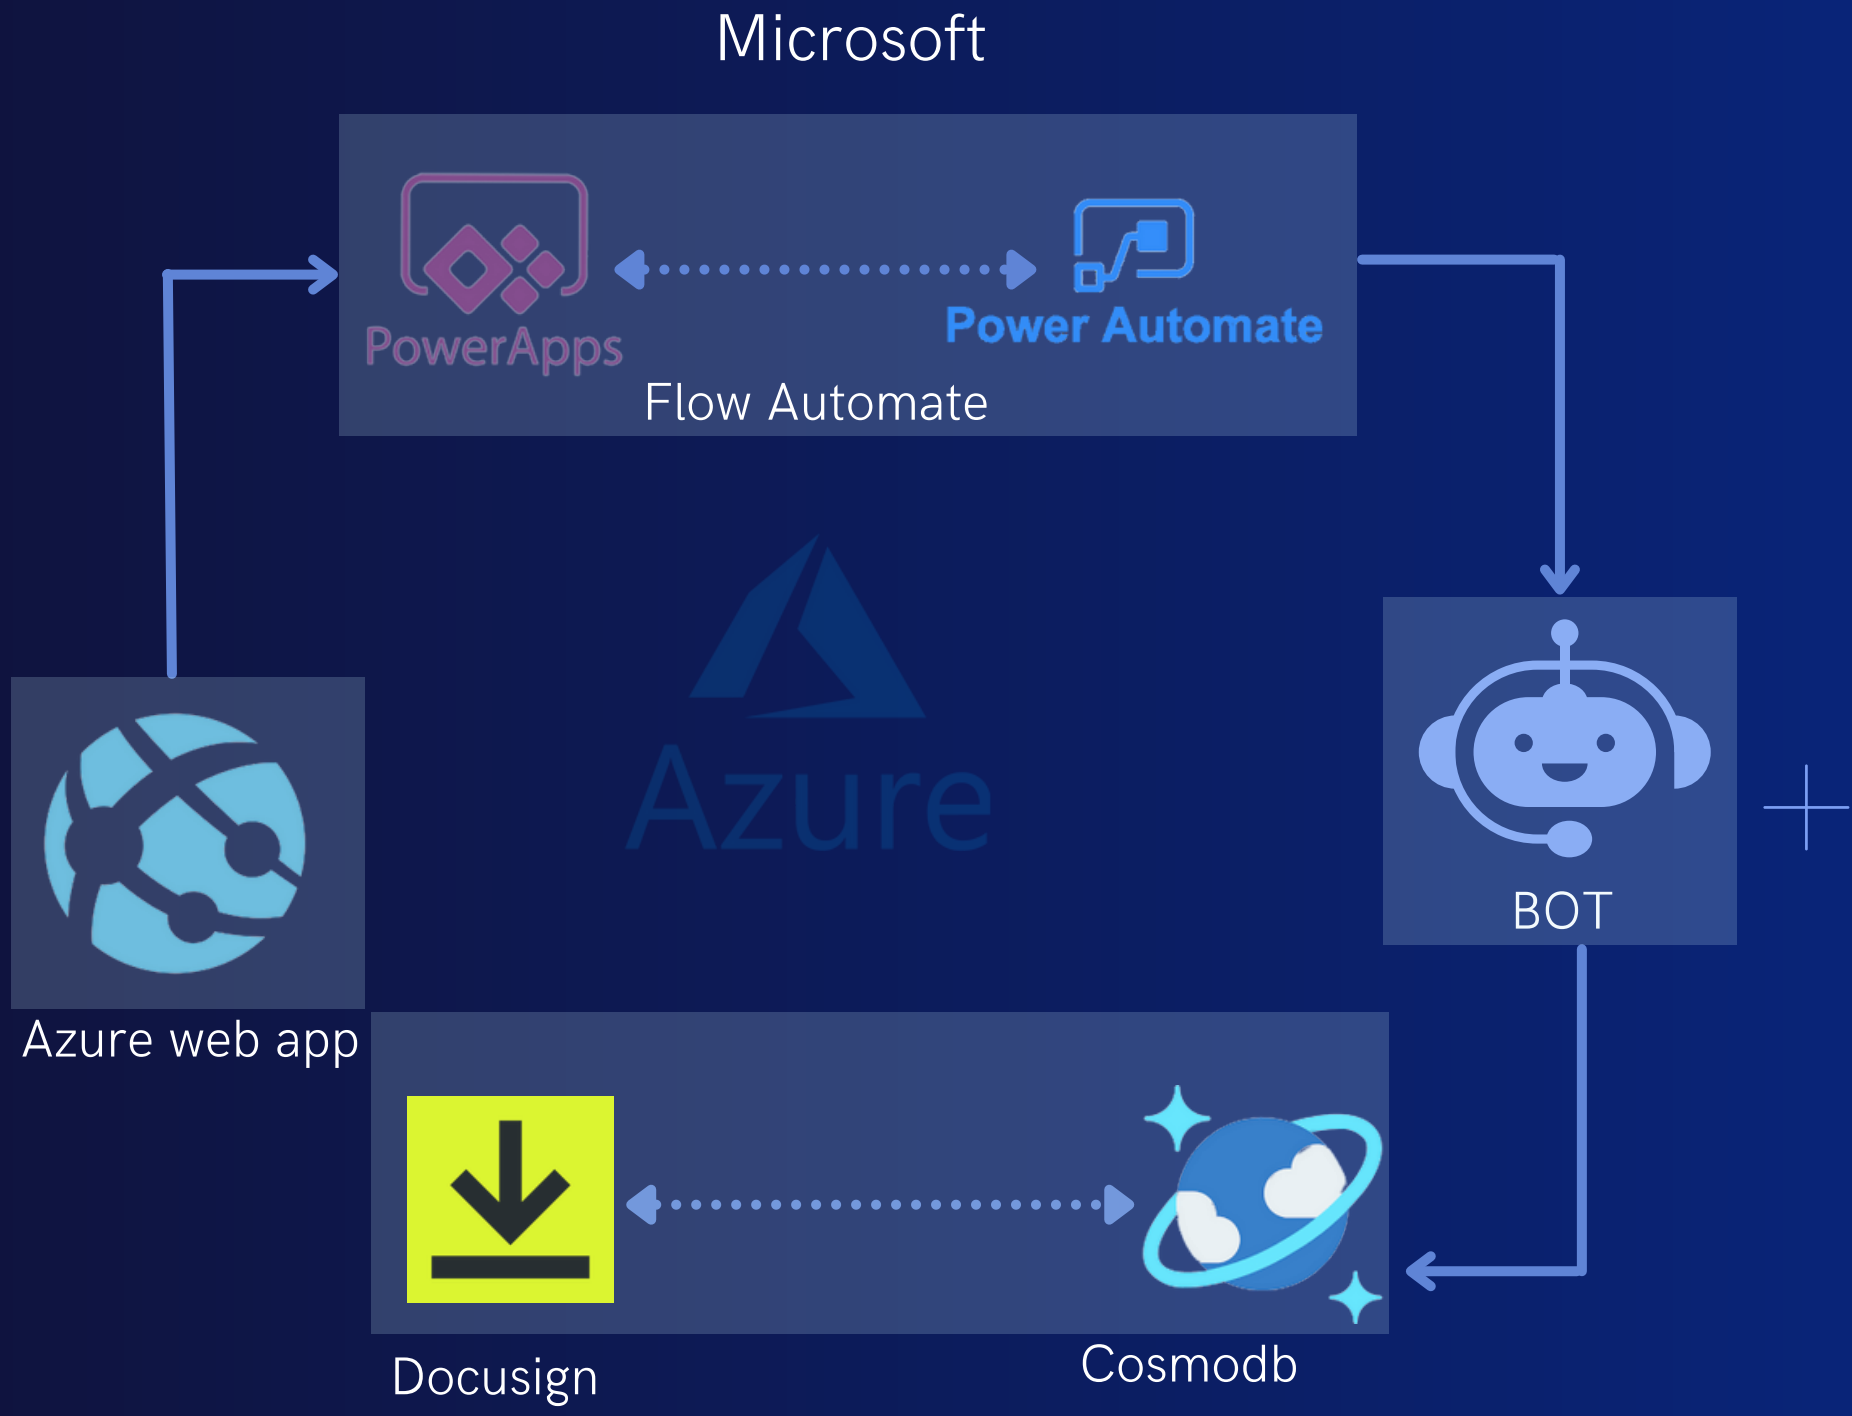 Microsoft
PowerApps
Power Automate
Flow Automate
Azure
BOT
Azure web app
Docusign
Cosmodb